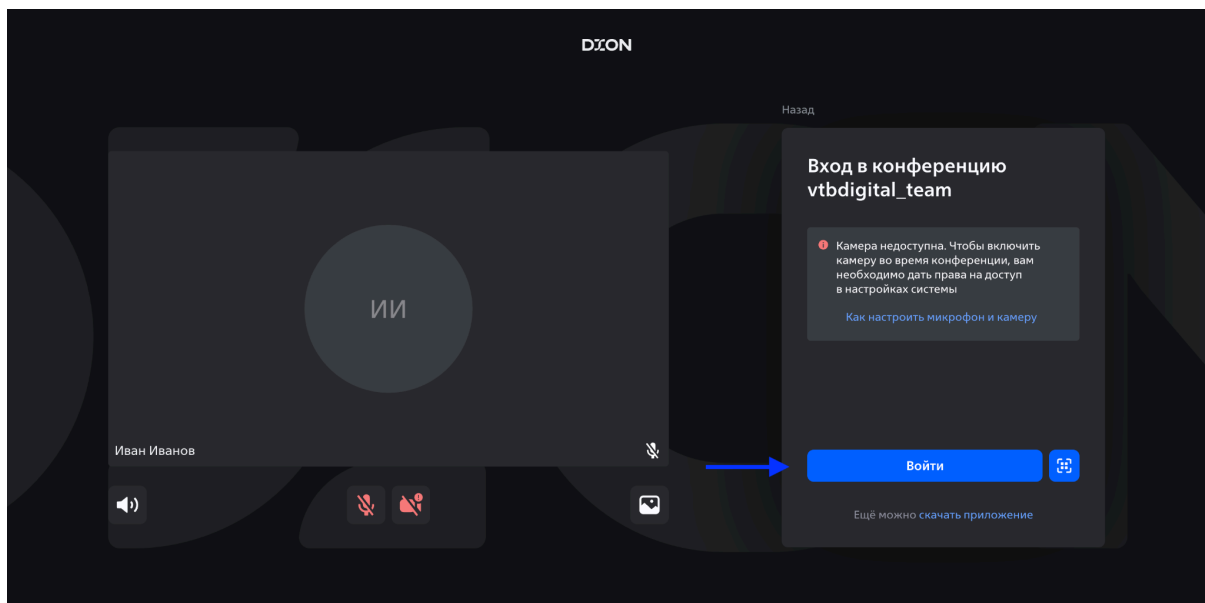 DION
Назад
Вход в конференцию
vtbdigital_team
Камера недоступна. Чтобы включить
камеру во время конференции, вам
необходимо дать права на доступ
в настройках системы
Как настроить микрофон и камеру
ИИ
Иван Иванов
Войти
Ещё можно скачать приложение